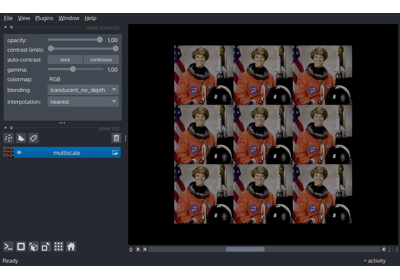 File View Plugins Window Help
layer controls
opacity: 1.00
contrast limits:
auto-contrast: once continuous
gamma: 1.00
colormap: RGB
blending: translucent_no_depth
interpolation: nearest
layer list
multiscale
0
2
Ready
activity